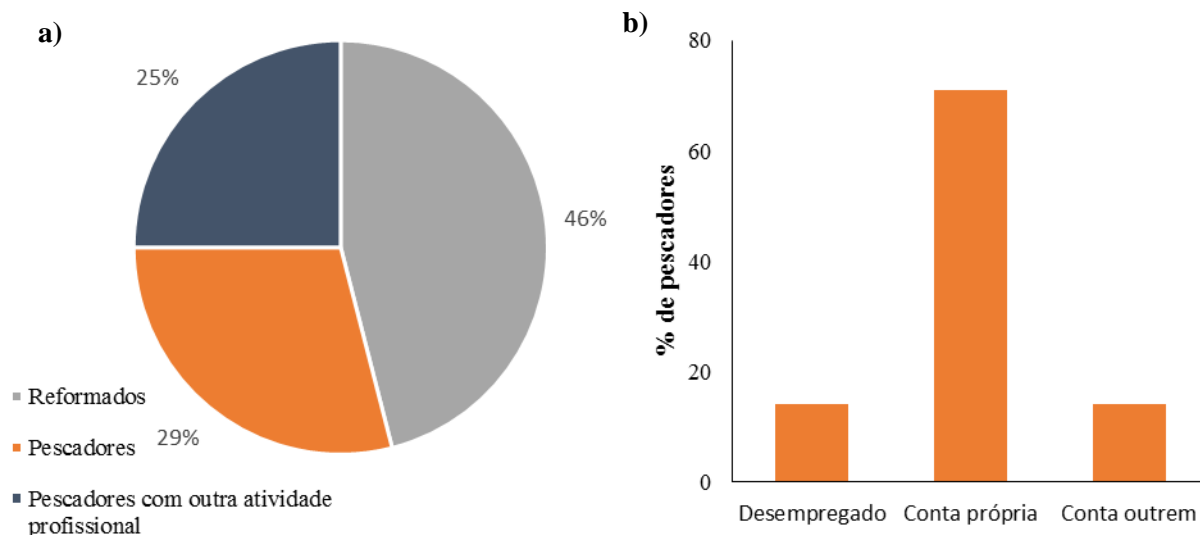 a)
25%
46%
29%
Reformados
Pescadores
Pescadores com outra atividade
profissional
b)
% de pescadores
80
60
40
20
0
Desempregado
Conta própria
Conta outrem